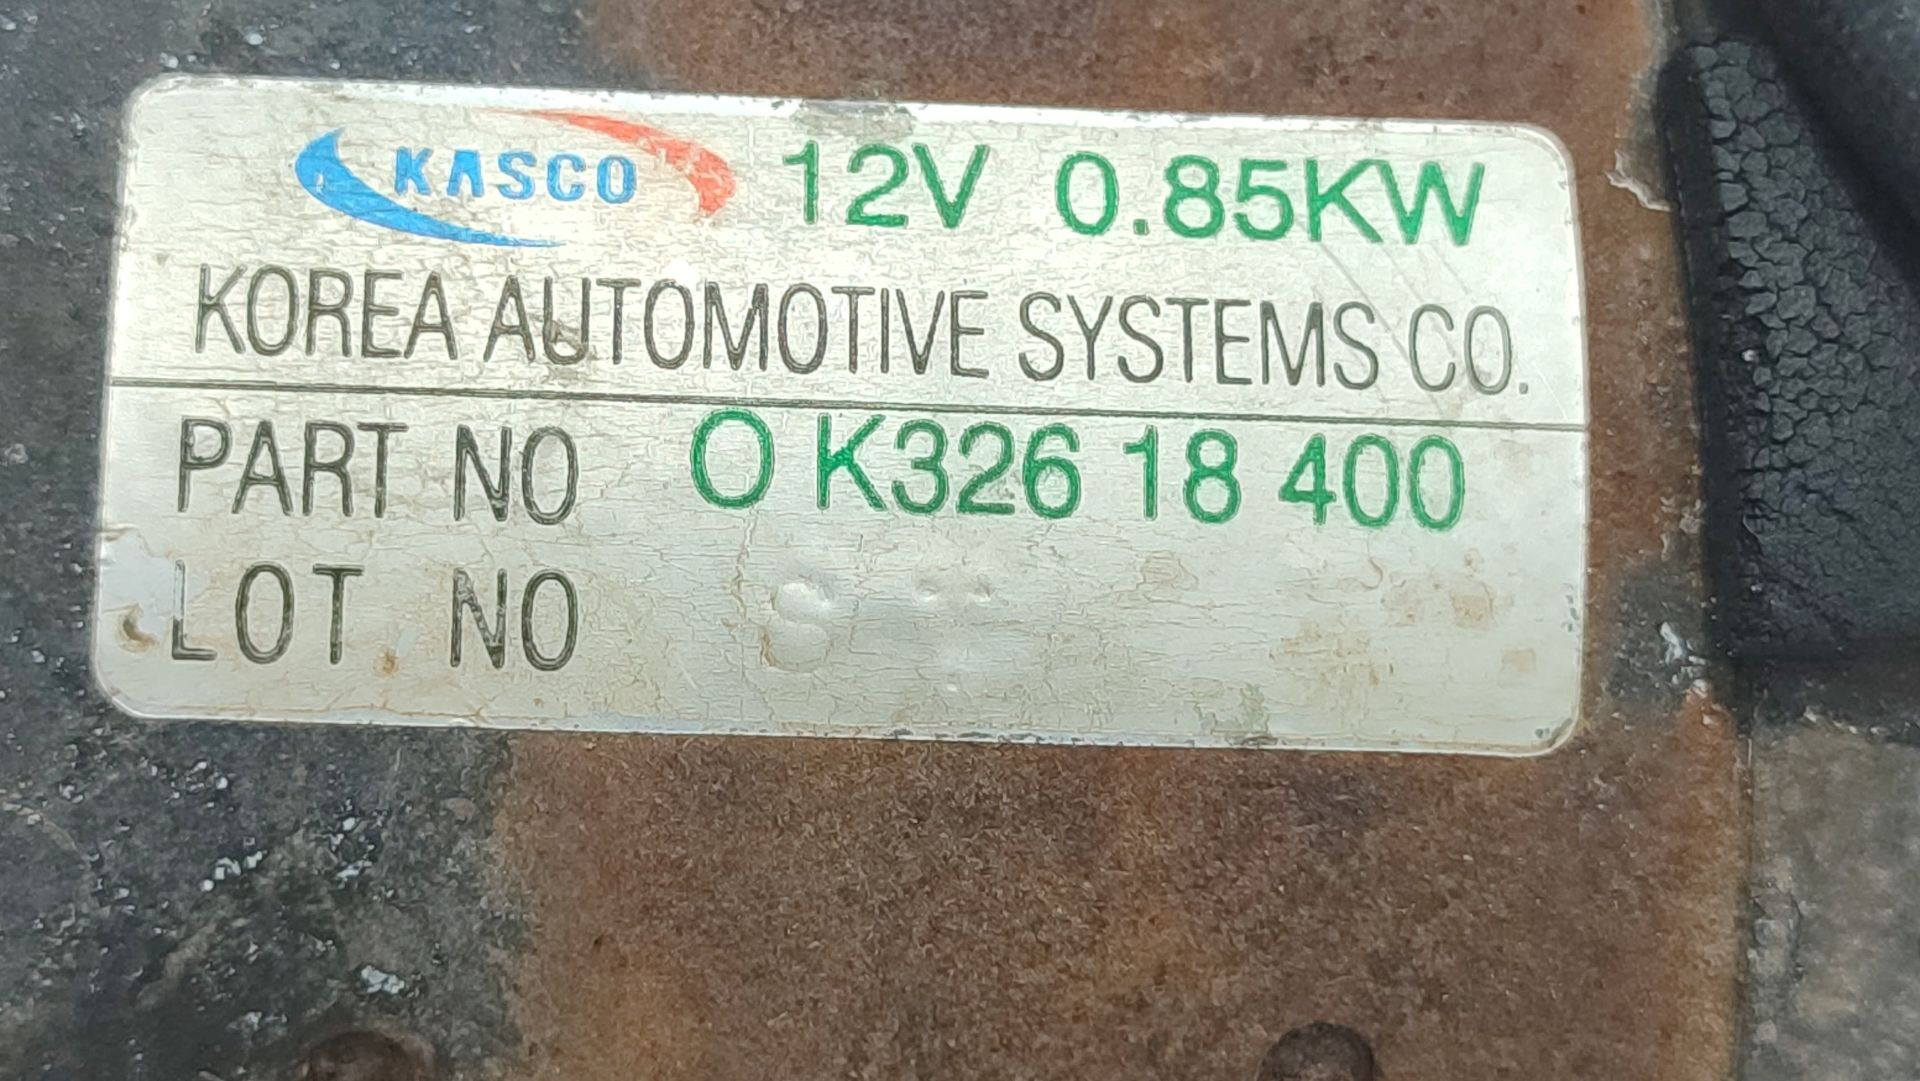 KASCO 12V 0.85KW
KOREA AUTOMOTIVE SYSTEMS CO.
PART NO O K326 18 400
LOT NO